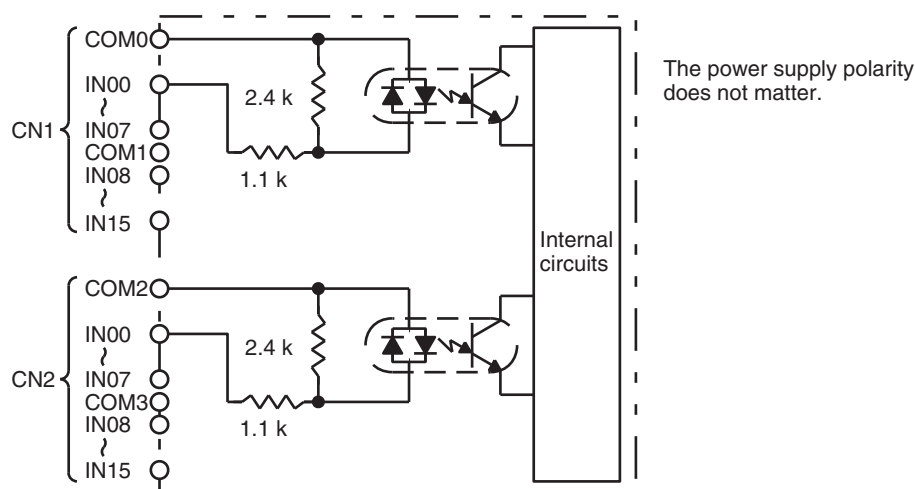 COM0
IN00
~
IN07
COM1
IN08
~
IN15
CN1
2.4 k
1.1 k
The power supply polarity
does not matter.
Internal
circuits
COM2
IN00
~
IN07
COM3
IN08
~
IN15
CN2
2.4 k
1.1 k